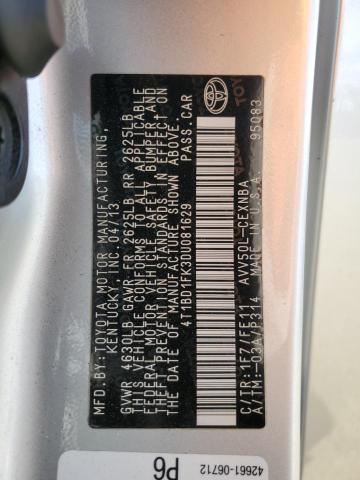 MFD.BY:TOYOTA MOTOR MANUFACTURING,
KENTUCKY, INC. 04/13
GVWR 4630LB GAWR FR 2625LB RR 2625LB
THIS VEHICLE CONFORMS TO ALL APPLICABLE
FEDERAL MOTOR VEHICLE SAFETY BUMPER AND
THEFT PREVENTION STANDARDS IN EFFECT ON
THE DATE OF MANUFACTURE SHOWN ABOVE.
4T1BD1FK3DU081629 PASS.CAR
C/TR:1F7/FE11 AVV50L-CEXNBA
A/TM:-03A/P314 MADE IN U.S.A. 95083
42661-06712
P6